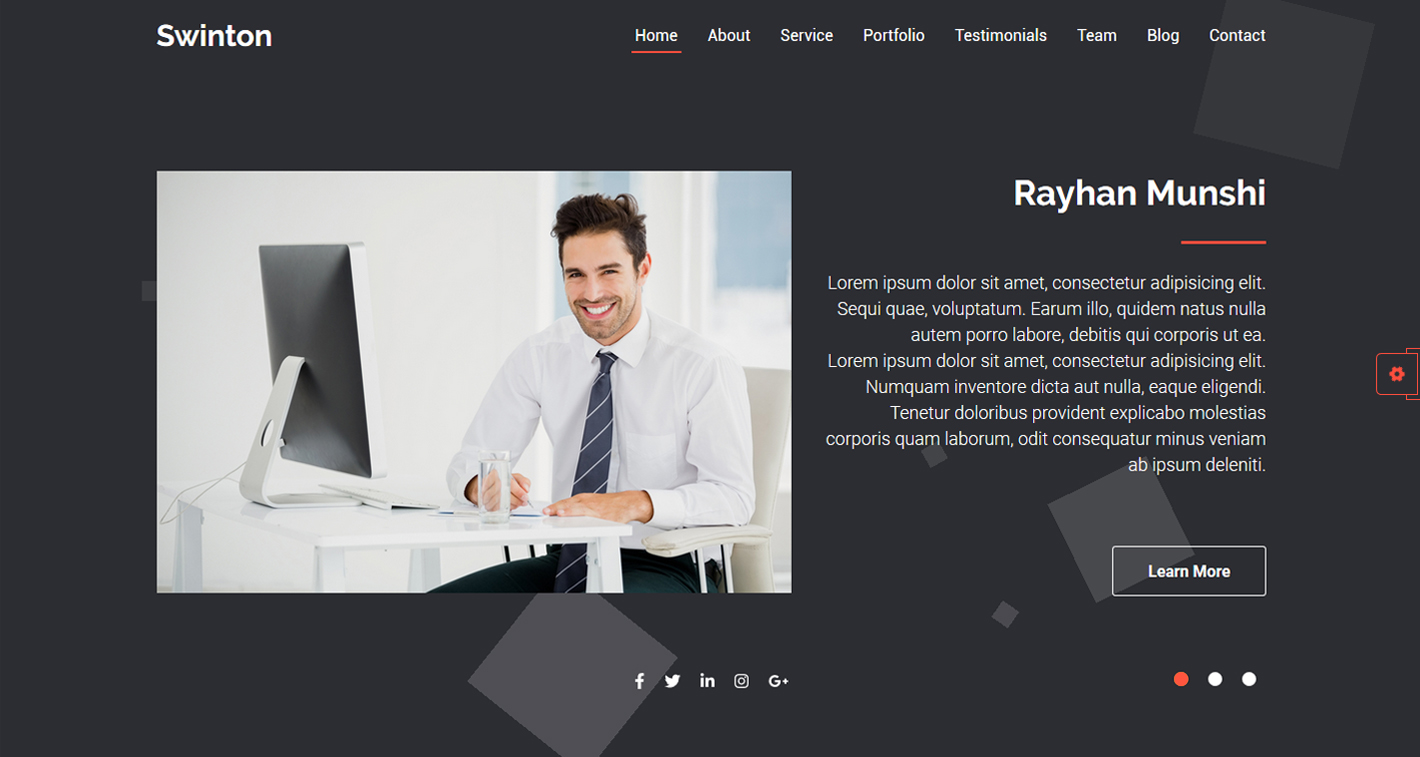 Swinton
Home About Service Portfolio Testimonials Team Blog Contact
Rayhan Munshi
Lorem ipsum dolor sit amet, consectetur adipisicing elit.
Sequi quae, voluptatum. Earum illo, quidem natus nulla
autem porro labore, debitis qui corporis ut ea.
Lorem ipsum dolor sit amet, consectetur adipisicing elit.
Numquam inventore dicta aut nulla, eaque eligendi.
Tenetur doloribus provident explicabo molestias
corporis quam laborum, odit consequatur minus veniam
ab ipsum deleniti.
Learn More